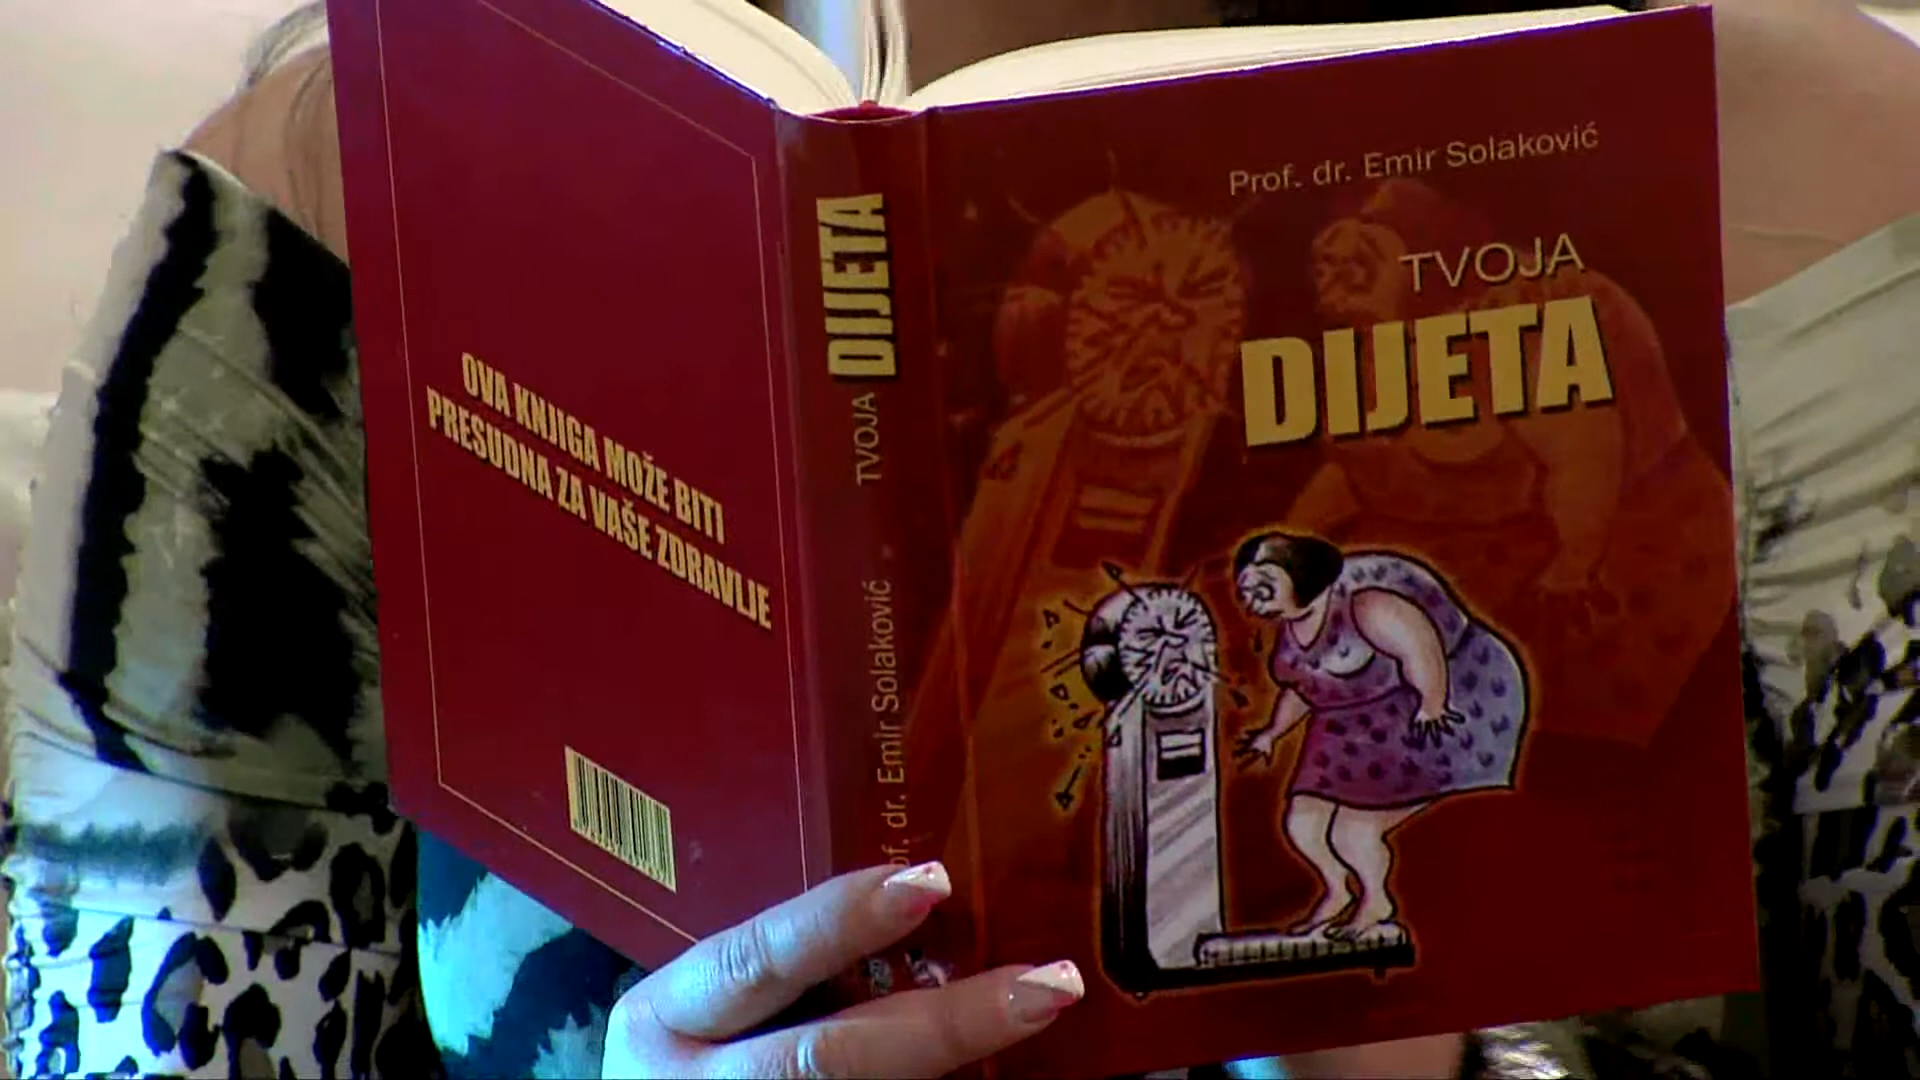 OVA KNJIGA MOŽE BITI
PRESUDNA ZA VAŠE ZDRAVLJE
TVOJA DIJETA
dr. Emir Solaković
Prof. dr. Emir Solaković
TVOJA
DIJETA